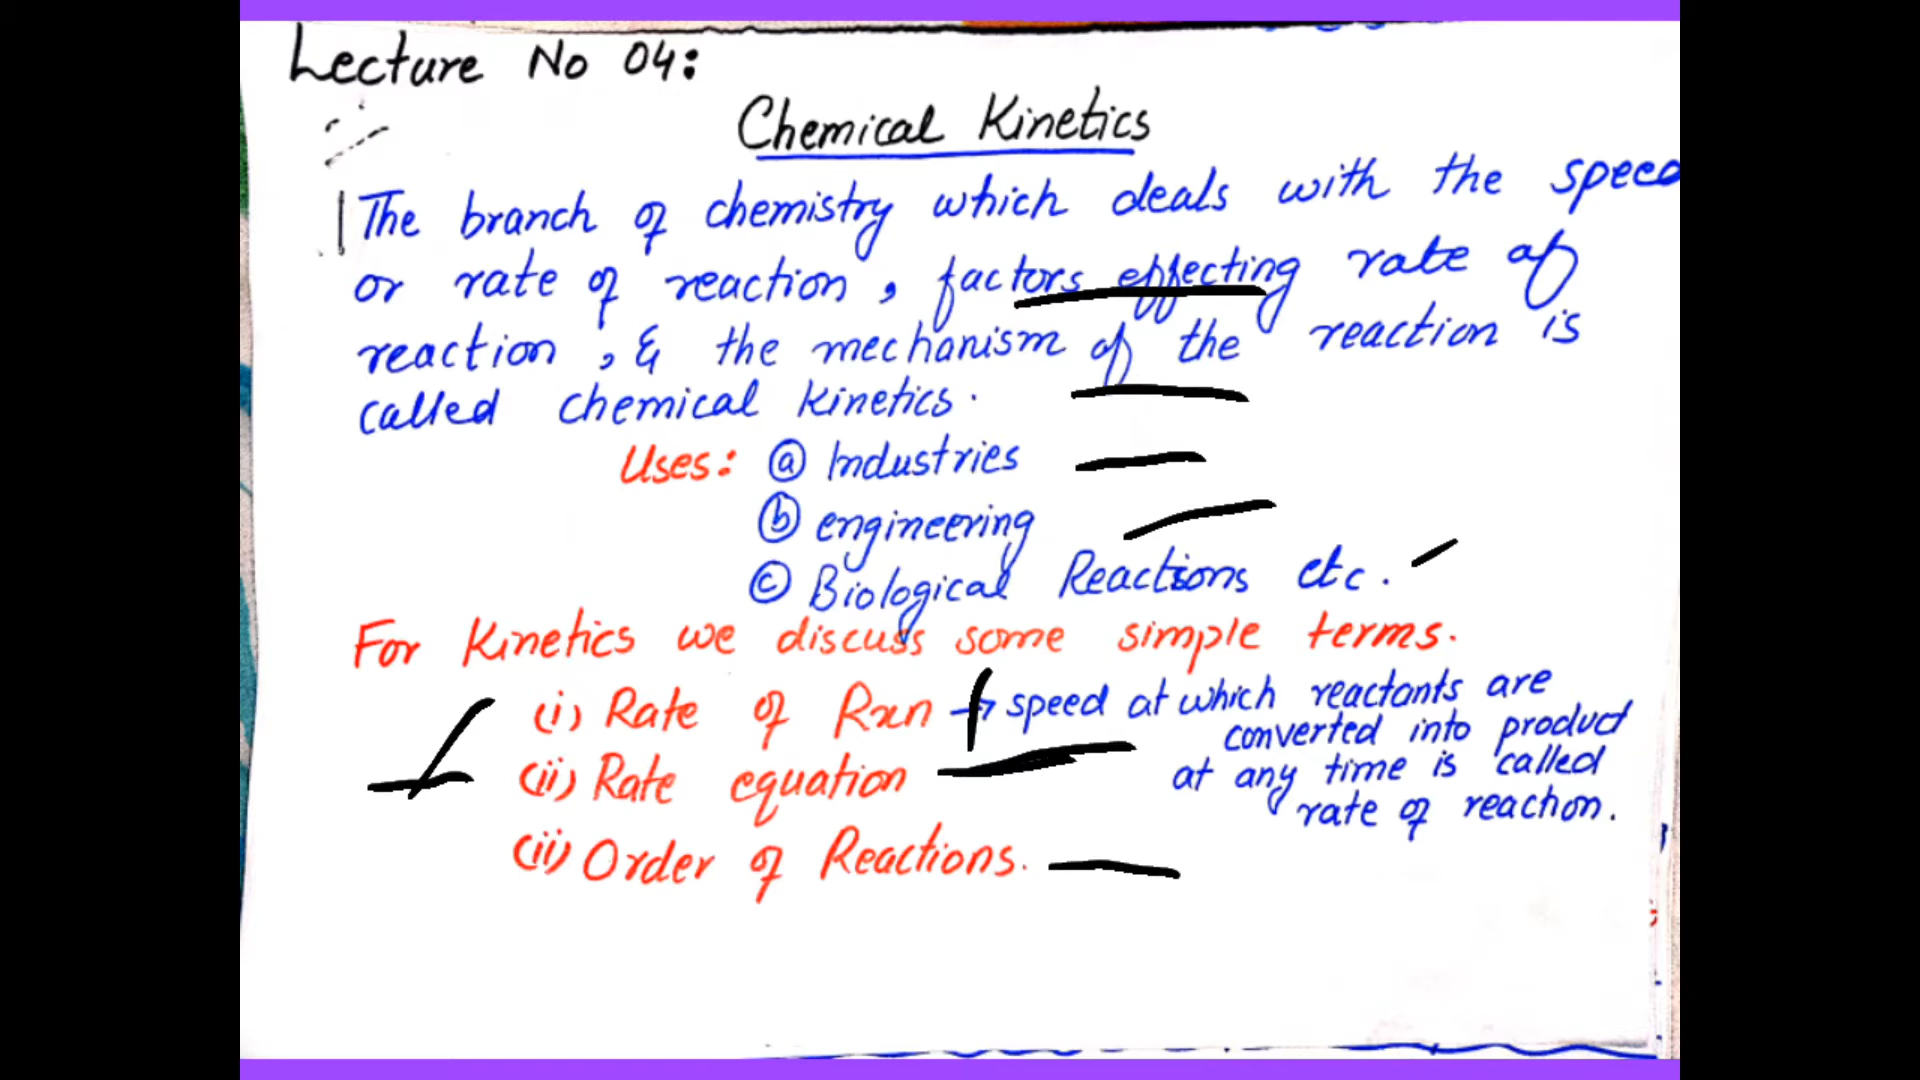 Lecture No 04:
Chemical Kinetics
The branch of chemistry which deals with the speed
or rate of reaction, factors effecting rate of
reaction, & the mechanism of the reaction is
called chemical kinetics.
Uses: (a) Industries
(b) engineering
(c) Biological Reactions etc.
For Kinetics we discuss some simple terms.
(i) Rate of Rxn → speed at which reactants are
converted into product
at any time is called
rate of reaction.
(ii) Rate equation
(ii) Order of Reactions.